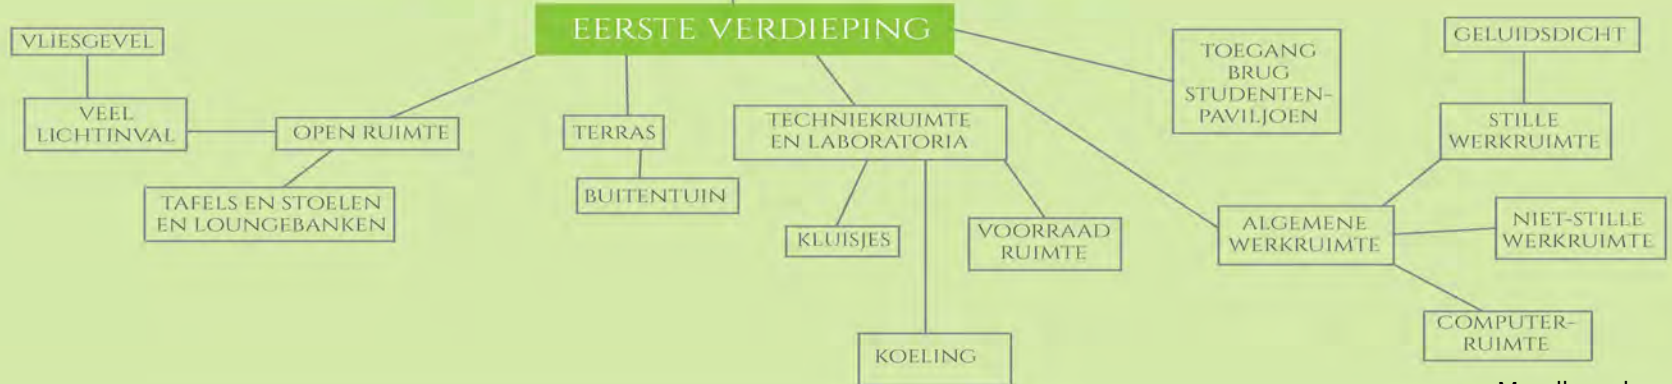 EERSTE VERDIEPING
VLIESGEVEL
VEEL
LICHTINVAL
OPEN RUIMTE
TAFELS EN STOELEN
EN LOUNGEBANKEN
TERRAS
BUITENTUIN
TECHNIEKRUIMTE
EN LABORATORIA
KLUISJES
KOELING
VOORRAAD
RUIMTE
TOEGANG
BRUG
STUDENTEN-
PAVILJOEN
GELUIDSDICHT
STILLE
WERKRUIMTE
ALGEMENE
WERKRUIMTE
NIET-STILLE
WERKRUIMTE
COMPUTER-
RUIMTE